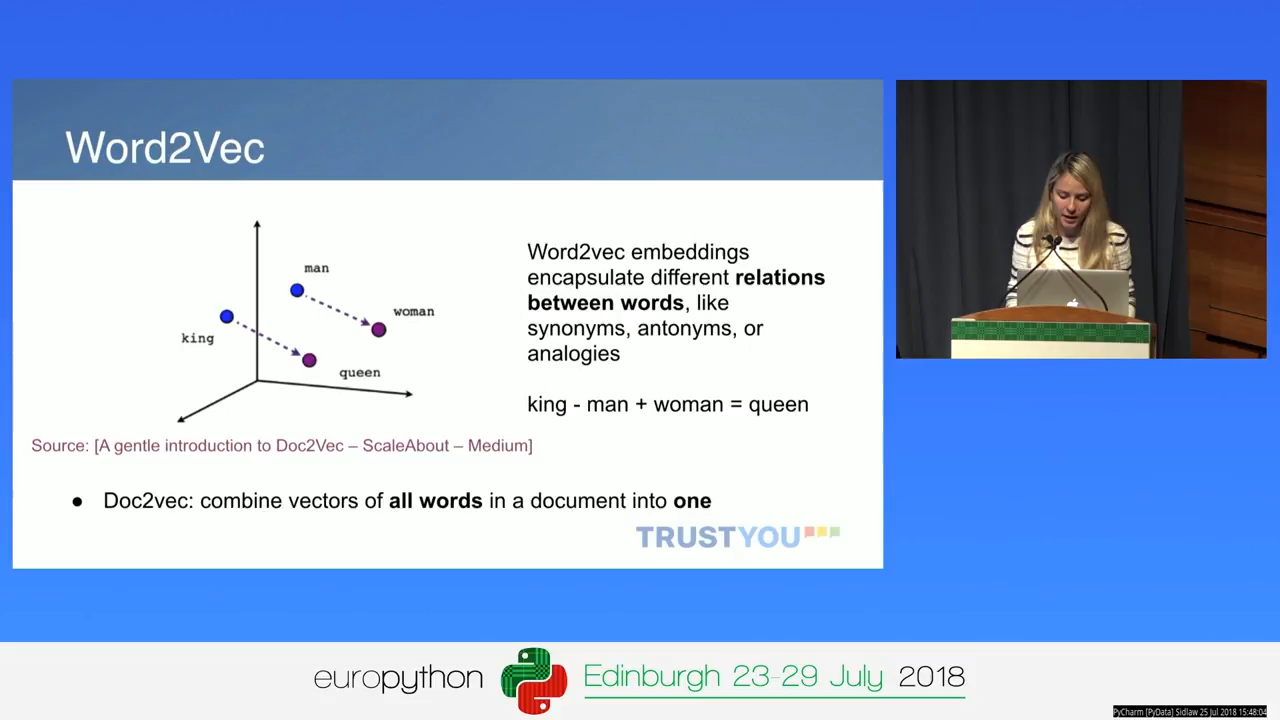 Word2Vec
man
woman
king
queen
Word2vec embeddings
encapsulate different relations
between words, like
synonyms, antonyms, or
analogies
king - man + woman = queen
Source: [A gentle introduction to Doc2Vec – ScaleAbout – Medium]
● Doc2vec: combine vectors of all words in a document into one
TRUSTYOU
europython Edinburgh 23-29 July 2018
PyCharm [PyData] Sidlaw 25 Jul 2018 15:48:04